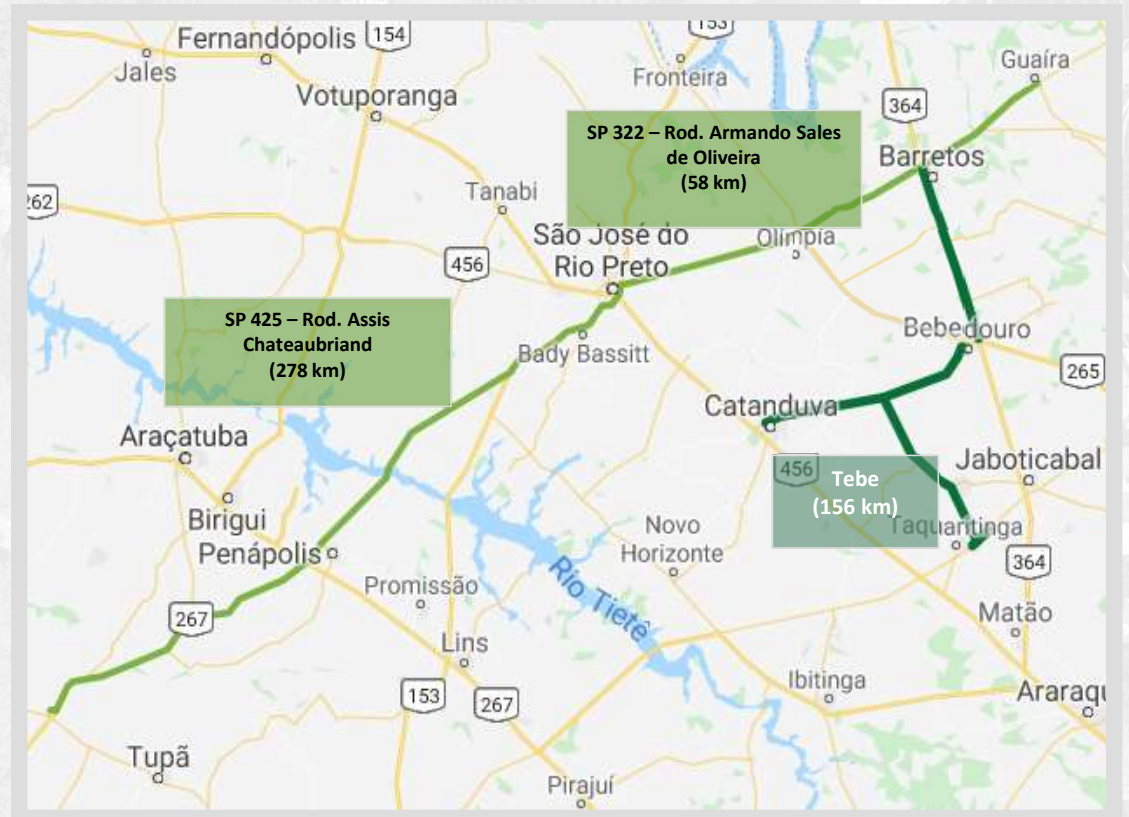 153
Fernandópolis
154
Guaíra
Jales
Fronteira
Votuporanga
364
SP 322 – Rod. Armando Sales
de Oliveira
(58 km)
Barretos
262
Tanabi
São José do
Rio Preto
Olímpia
456
SP 425 – Rod. Assis
Chateaubriand
(278 km)
Bebedouro
Bady Bassitt
265
Catanduva
Araçatuba
456
Jaboticabal
Tebe
(156 km)
Birigui
Taquaritinga
Novo
Horizonte
Penápolis
364
Rio Tietê
Promissão
267
Matão
Lins
Ibitinga
153
267
Araraqu
Tupã
Pirajuí